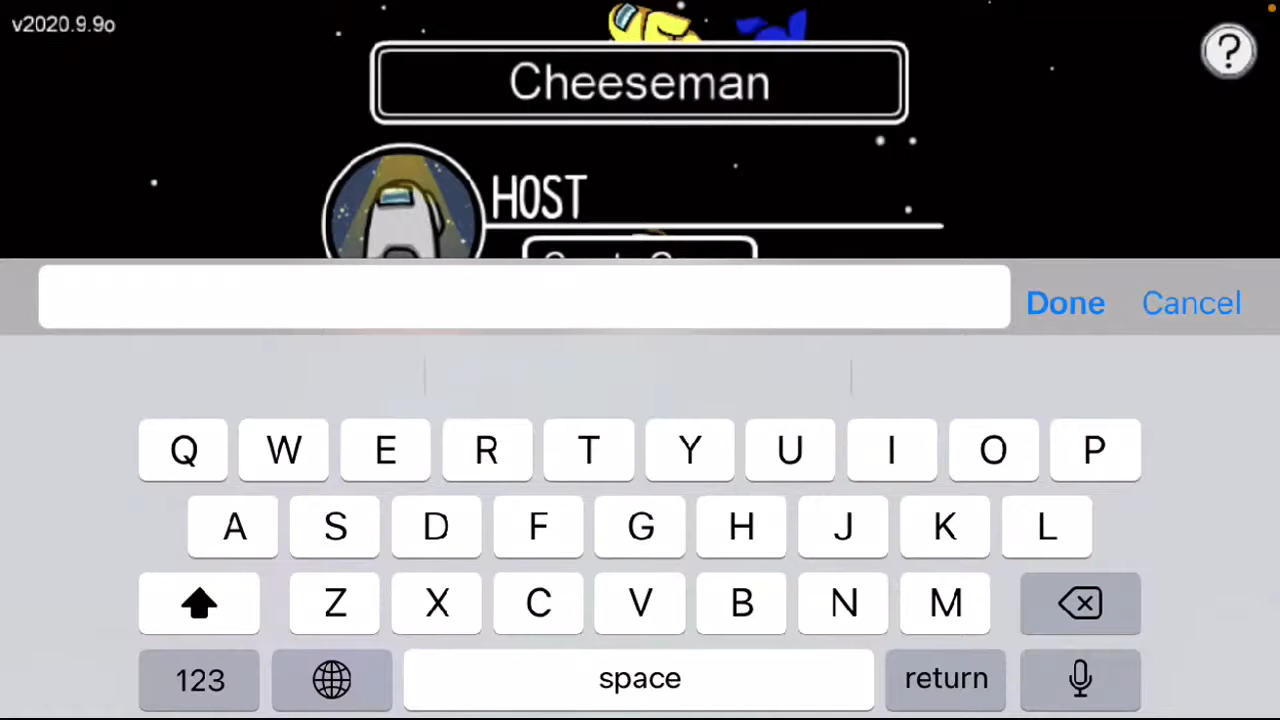 v2020.9.9o
Cheeseman
?
HOST
Done Cancel
Q W E R T Y U I O P
A S D F G H J K L
Z X C V B N M
123 space return